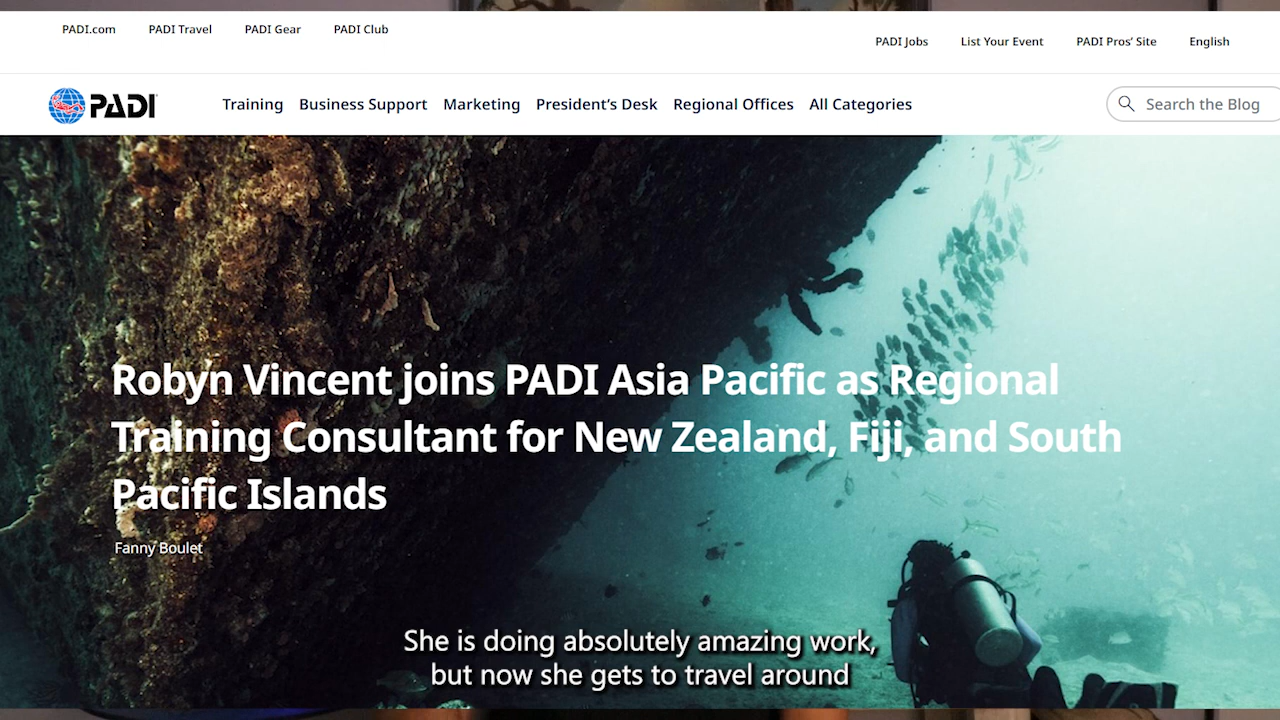 PADI.com PADI Travel PADI Gear PADI Club
PADI Jobs List Your Event PADI Pros’ Site English
PADI Training Business Support Marketing President’s Desk Regional Offices All Categories Search the Blog
Robyn Vincent joins PADI Asia Pacific as Regional
Training Consultant for New Zealand, Fiji, and South
Pacific Islands
Fanny Boulet
She is doing absolutely amazing work,
but now she gets to travel around